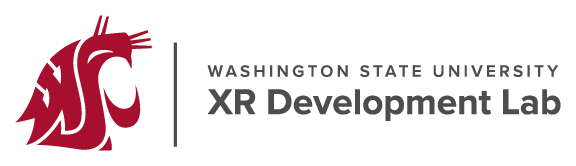 WASHINGTON STATE UNIVERSITY
XR Development Lab